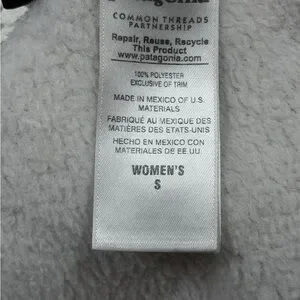 COMMON THREADS
PARTNERSHIP
Repair, Reuse, Recycle
This Product
www.patagonia.com
100% POLYESTER
EXCLUSIVE OF TRIM
MADE IN MEXICO OF U.S.
MATERIALS
FABRIQUÉ AU MEXIQUE DES
MATIÈRES DES ETATS-UNIS
HECHO EN MEXICO CON
MATERIALES DE EE.UU.
WOMEN'S
S